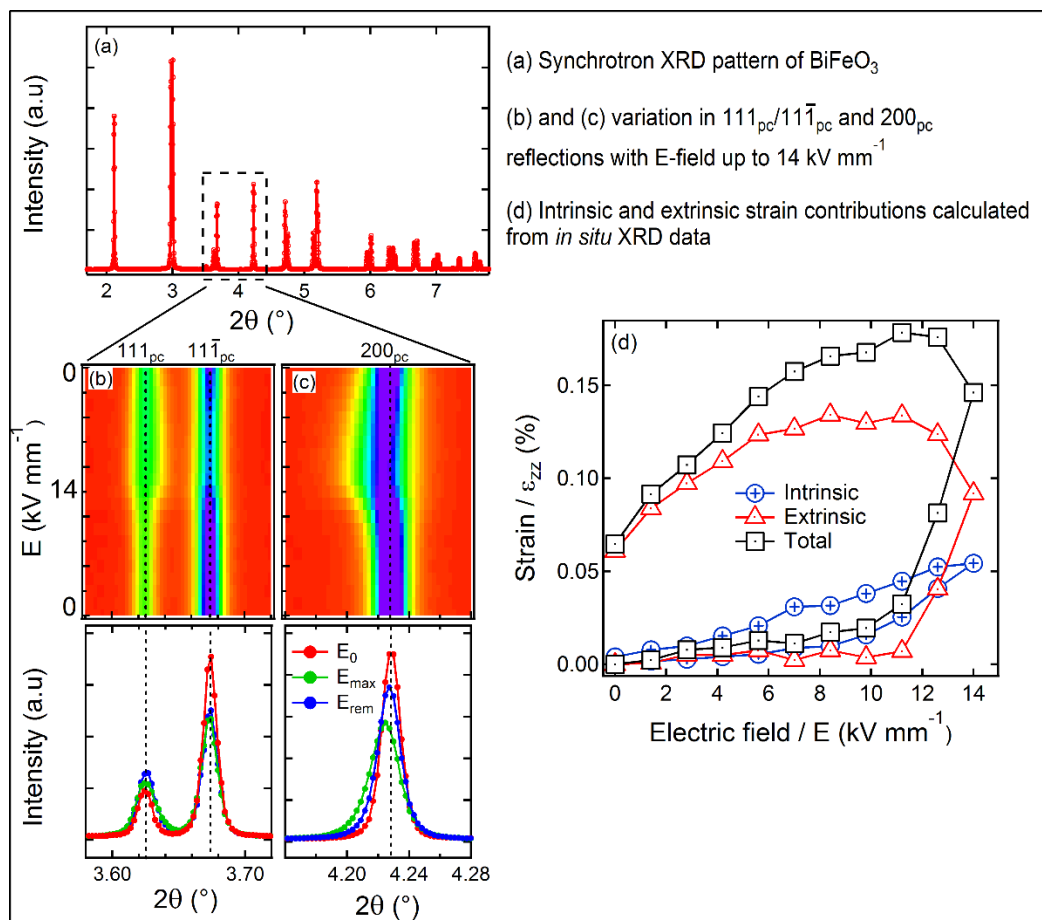 (a)
Intensity (a.u)
2 3 4 5 6 7
2θ (°)
(a) Synchrotron XRD pattern of BiFeO₃
(b) and (c) variation in 111pc/111̄pc and 200pc
reflections with E-field up to 14 kV mm⁻¹
(d) Intrinsic and extrinsic strain contributions calculated
from in situ XRD data
111pc 111̄pc 200pc
(b) (c)
E (kV mm⁻¹)
0
14
0
Intensity (a.u)
E₀
Emax
Erem
3.60 3.70
4.20 4.24 4.28
2θ (°) 2θ (°)
(d)
Strain / εzz (%)
0.15
0.10
0.05
0.00
Intrinsic
Extrinsic
Total
0 2 4 6 8 10 12 14
Electric field / E (kV mm⁻¹)